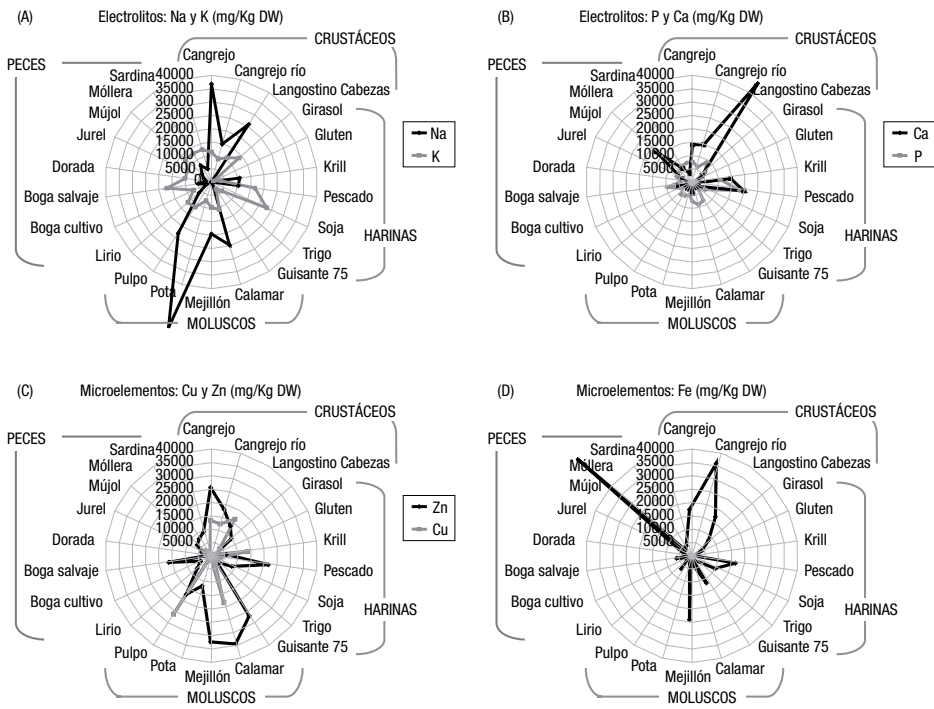 (A) Electrolitos: Na y K (mg/Kg DW)
CRUSTÁCEOS
PECES
Cangrejo
Cangrejo río
Langostino Cabezas
Girasol
Gluten
Krill
Pescado
Soja
Trigo
Guisante 75
Calamar
Mejillón
Pota
Pulpo
Lirio
Boga cultivo
Boga salvaje
Dorada
Jurel
Mújol
Móllera
Sardina
40000
35000
30000
25000
20000
15000
10000
5000
0
HARINAS
MOLUSCOS
Na
K
(B) Electrolitos: P y Ca (mg/Kg DW)
CRUSTÁCEOS
PECES
Cangrejo
Cangrejo río
Langostino Cabezas
Girasol
Gluten
Krill
Pescado
Soja
Trigo
Guisante 75
Calamar
Mejillón
Pota
Pulpo
Lirio
Boga cultivo
Boga salvaje
Dorada
Jurel
Mújol
Móllera
Sardina
40000
35000
30000
25000
20000
15000
10000
5000
HARINAS
MOLUSCOS
Ca
P
(C) Microelementos: Cu y Zn (mg/Kg DW)
CRUSTÁCEOS
PECES
Cangrejo
Cangrejo río
Langostino Cabezas
Girasol
Gluten
Krill
Pescado
Soja
Trigo
Guisante 75
Calamar
Mejillón
Pota
Pulpo
Lirio
Boga cultivo
Boga salvaje
Dorada
Jurel
Mújol
Móllera
Sardina
40000
35000
30000
25000
20000
15000
10000
5000
HARINAS
MOLUSCOS
Zn
Cu
(D) Microelementos: Fe (mg/Kg DW)
CRUSTÁCEOS
PECES
Cangrejo
Cangrejo río
Langostino Cabezas
Girasol
Gluten
Krill
Pescado
Soja
Trigo
Guisante 75
Calamar
Mejillón
Pota
Pulpo
Lirio
Boga cultivo
Boga salvaje
Dorada
Jurel
Mújol
Móllera
Sardina
40000
35000
30000
25000
20000
15000
10000
5000
HARINAS
MOLUSCOS